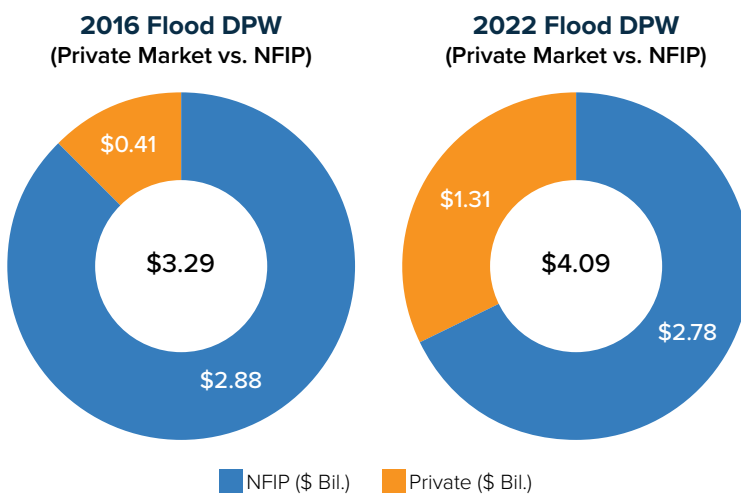 2016 Flood DPW
(Private Market vs. NFIP)
$0.41
$3.29
$2.88
2022 Flood DPW
(Private Market vs. NFIP)
$1.31
$4.09
$2.78
NFIP ($ Bil.)
Private ($ Bil.)